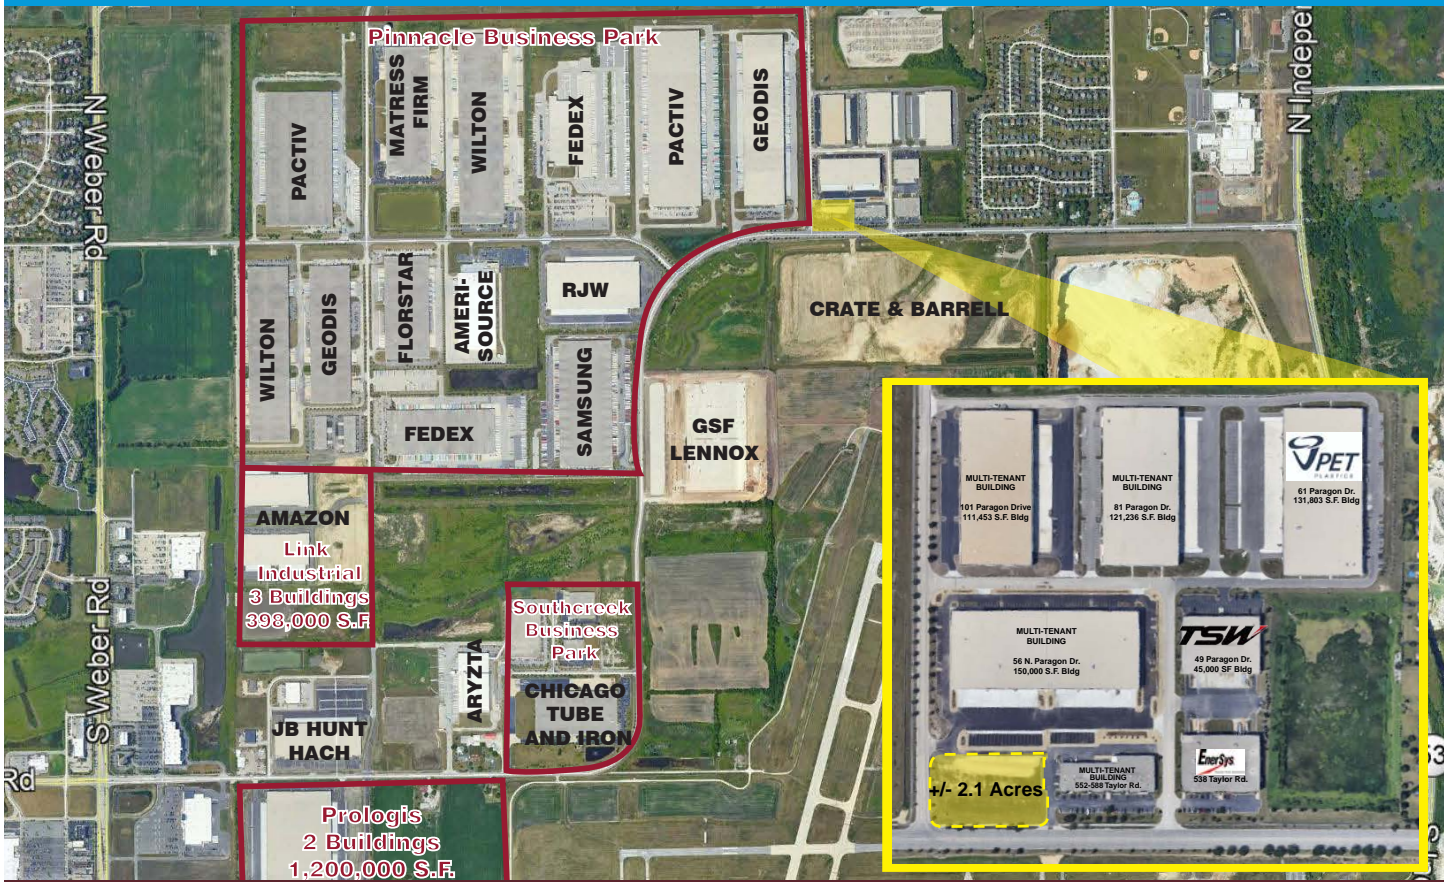 Pinnacle Business Park
N Weber Rd
N Indepen
PACTIV
MATRESS
FIRM
WILTON
FEDEX
PACTIV
GEODIS
WILTON
GEODIS
FLORSTAR
AMERI-
SOURCE
RJW
SAMSUNG
FEDEX
CRATE & BARRELL
GSF
LENNOX
AMAZON
Link
Industrial
3 Buildings
398,000 S.F.
Southcreek
Business
Park
CHICAGO
TUBE
AND IRON
ARYZTA
JB HUNT
HACH
S Weber Rd
Rd
Prologis
2 Buildings
1,200,000 S.F.
MULTI-TENANT
BUILDING
101 Paragon Drive
111,453 S.F. Bldg
MULTI-TENANT
BUILDING
81 Paragon Dr.
121,236 S.F. Bldg
PET
PLASTICS
61 Paragon Dr.
131,803 S.F. Bldg
MULTI-TENANT
BUILDING
56 N. Paragon Dr.
150,000 S.F. Bldg
TSW
49 Paragon Dr.
45,000 SF Bldg
+/- 2.1 Acres
MULTI-TENANT
BUILDING
552-588 Taylor Rd.
EnerSys
538 Taylor Rd.
53